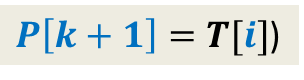 P[k + 1] = T[i])